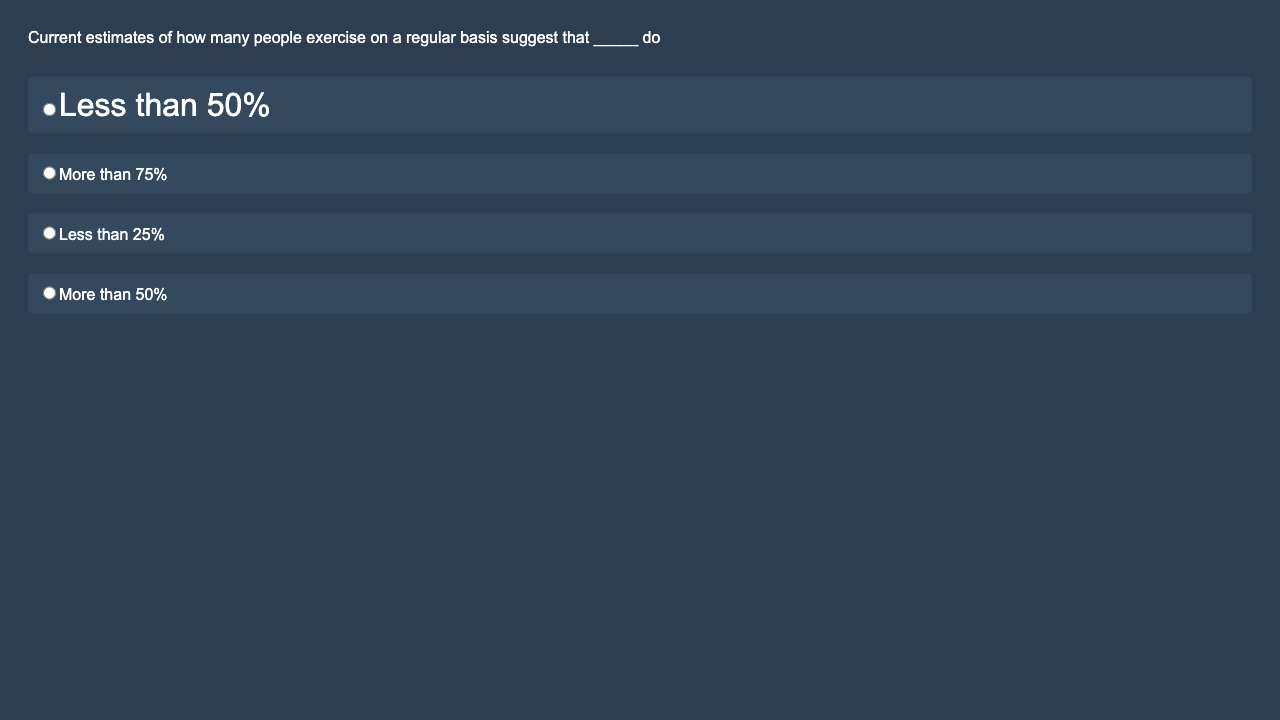 Current estimates of how many people exercise on a regular basis suggest that _____ do
Less than 50%
More than 75%
Less than 25%
More than 50%